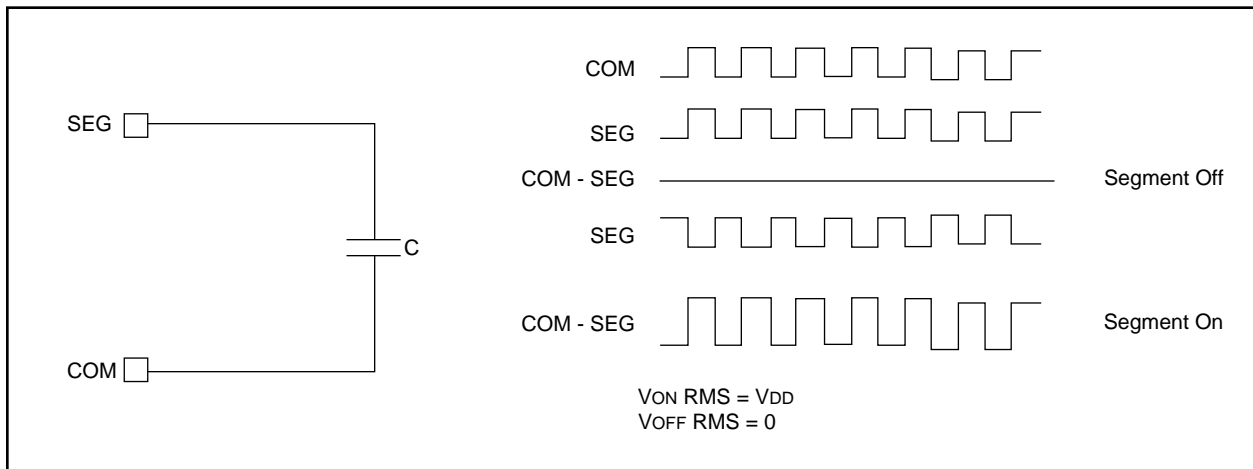 SEG
COM
C
COM
SEG
COM - SEG
Segment Off
SEG
COM - SEG
Segment On
VON RMS = VDD
VOFF RMS = 0